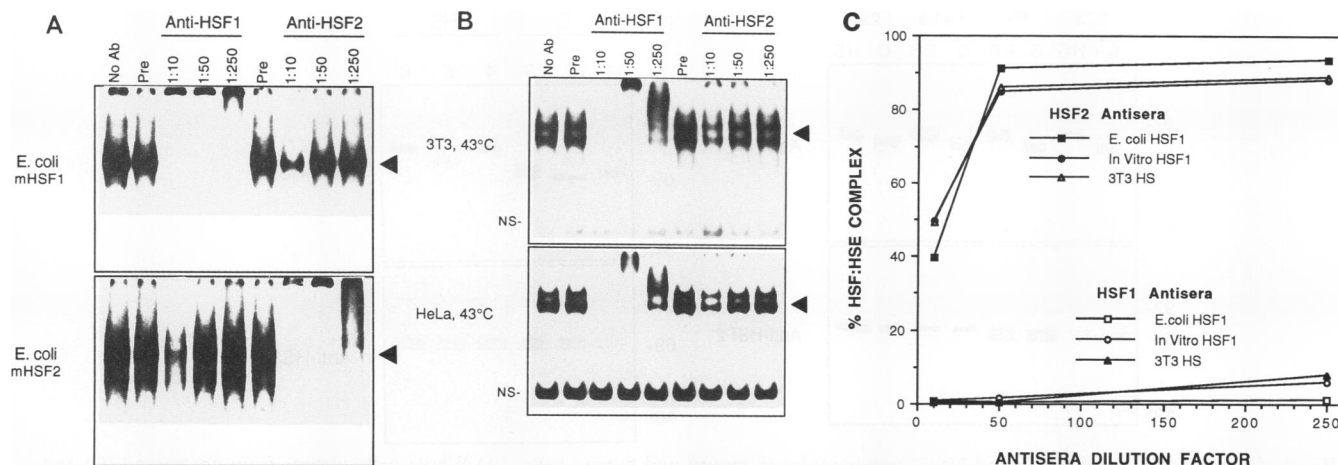 A
Anti-HSF1
Anti-HSF2
No Ab
Pre
1:10
1:50
1:250
Pre
1:10
1:50
1:250
E. coli
mHSF1
E. coli
mHSF2
B
Anti-HSF1
Anti-HSF2
No Ab
Pre
1:10
1:50
1:250
Pre
1:10
1:50
1:250
3T3, 43°C
NS-
HeLa, 43°C
NS-
C
% HSF:HSE COMPLEX
100
80
60
40
20
0
HSF2 Antisera
E. coli HSF1
In Vitro HSF1
3T3 HS
HSF1 Antisera
E.coli HSF1
In Vitro HSF1
3T3 HS
0
50
100
150
200
250
ANTISERA DILUTION FACTOR